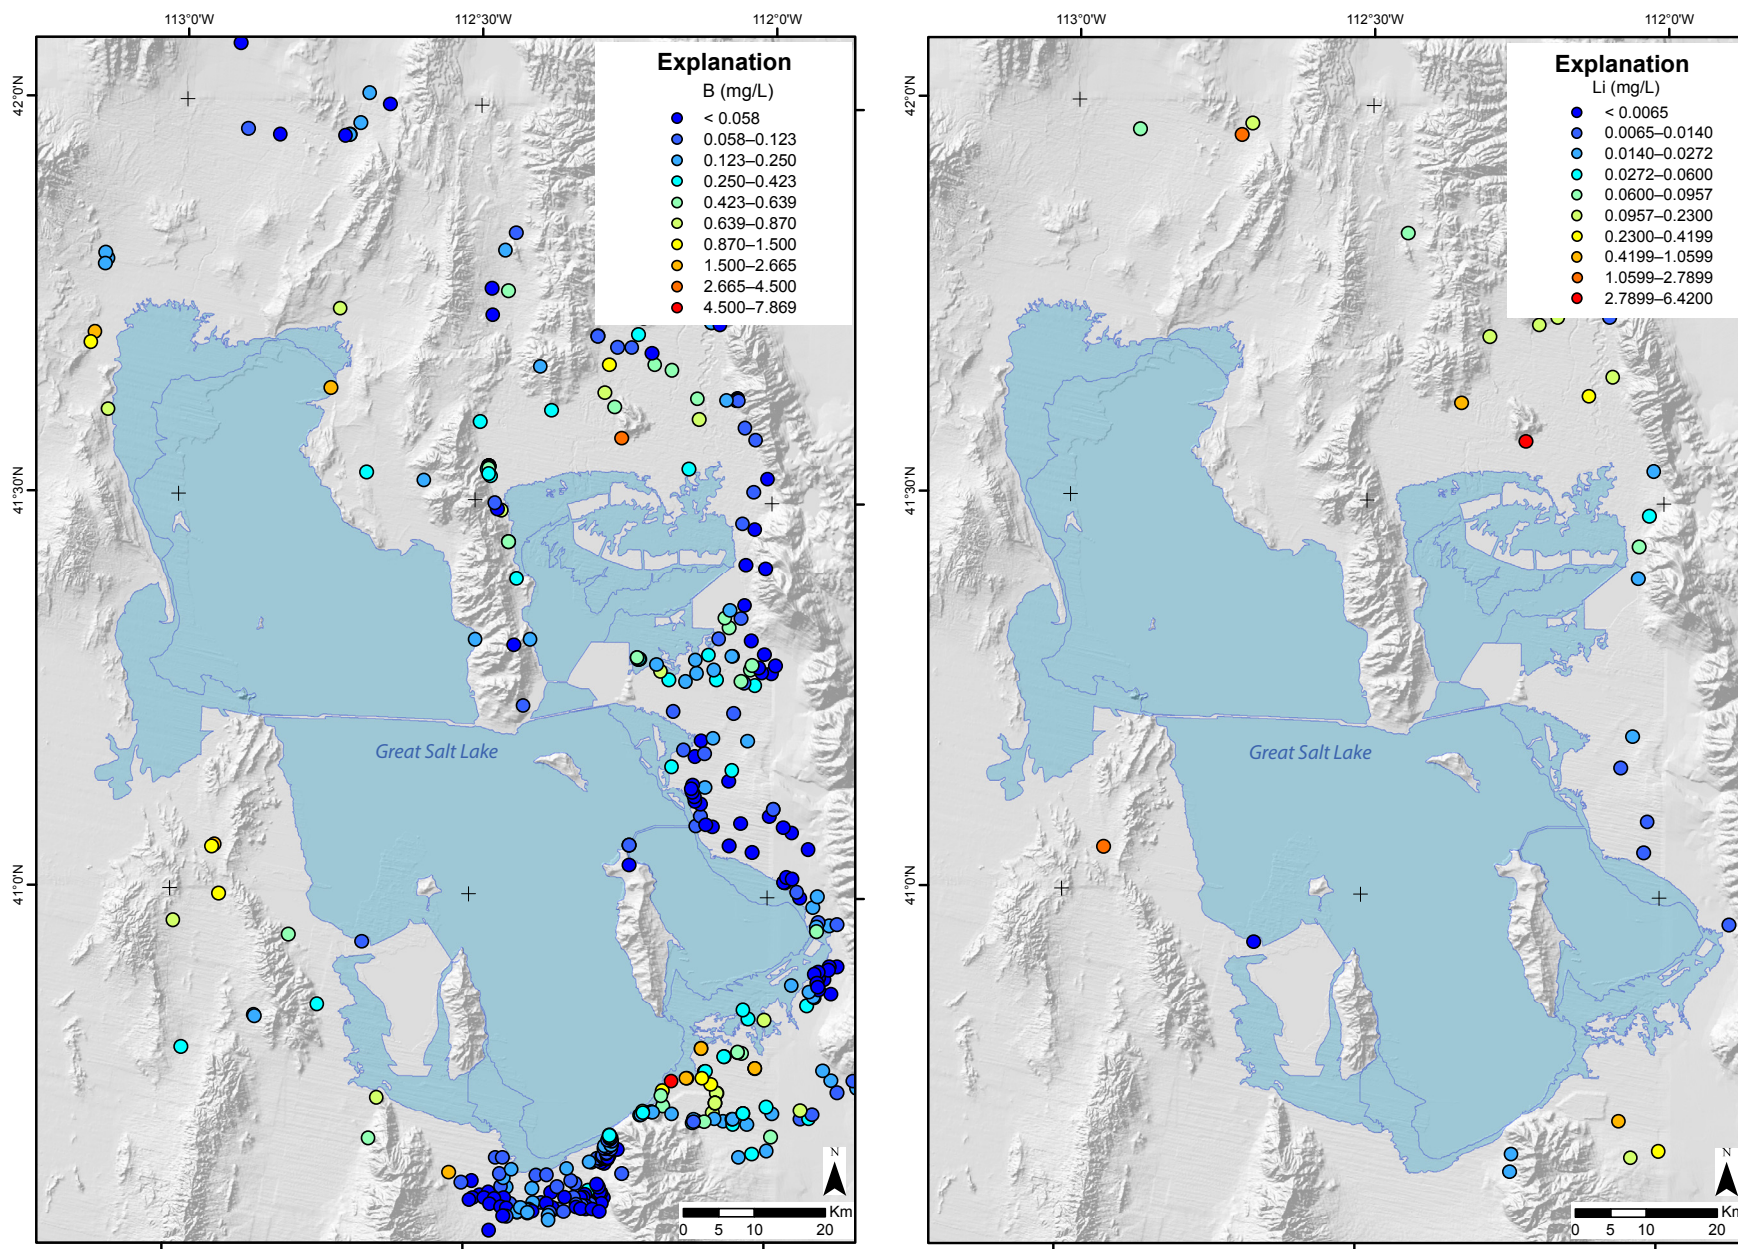 113°0'W 112°30'W 112°0'W
42°0'N
41°30'N
41°0'N
Explanation
B (mg/L)
< 0.058
0.058–0.123
0.123–0.250
0.250–0.423
0.423–0.639
0.639–0.870
0.870–1.500
1.500–2.665
2.665–4.500
4.500–7.869
Great Salt Lake
N
Km
0 5 10 20
113°0'W 112°30'W 112°0'W
42°0'N
41°30'N
41°0'N
Explanation
Li (mg/L)
< 0.0065
0.0065–0.0140
0.0140–0.0272
0.0272–0.0600
0.0600–0.0957
0.0957–0.2300
0.2300–0.4199
0.4199–1.0599
1.0599–2.7899
2.7899–6.4200
Great Salt Lake
N
Km
0 5 10 20